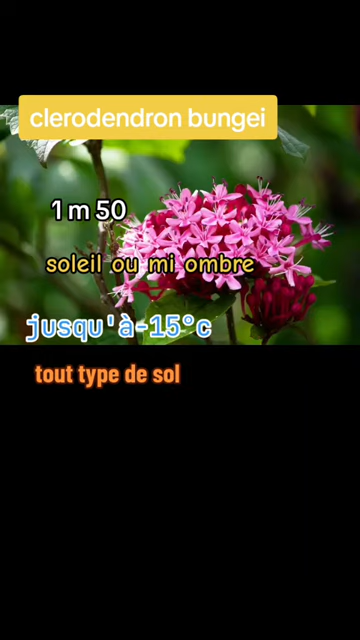 clerodendron bungei
1 m 50
soleil ou mi ombre
jusqu'à-15°c
tout type de sol